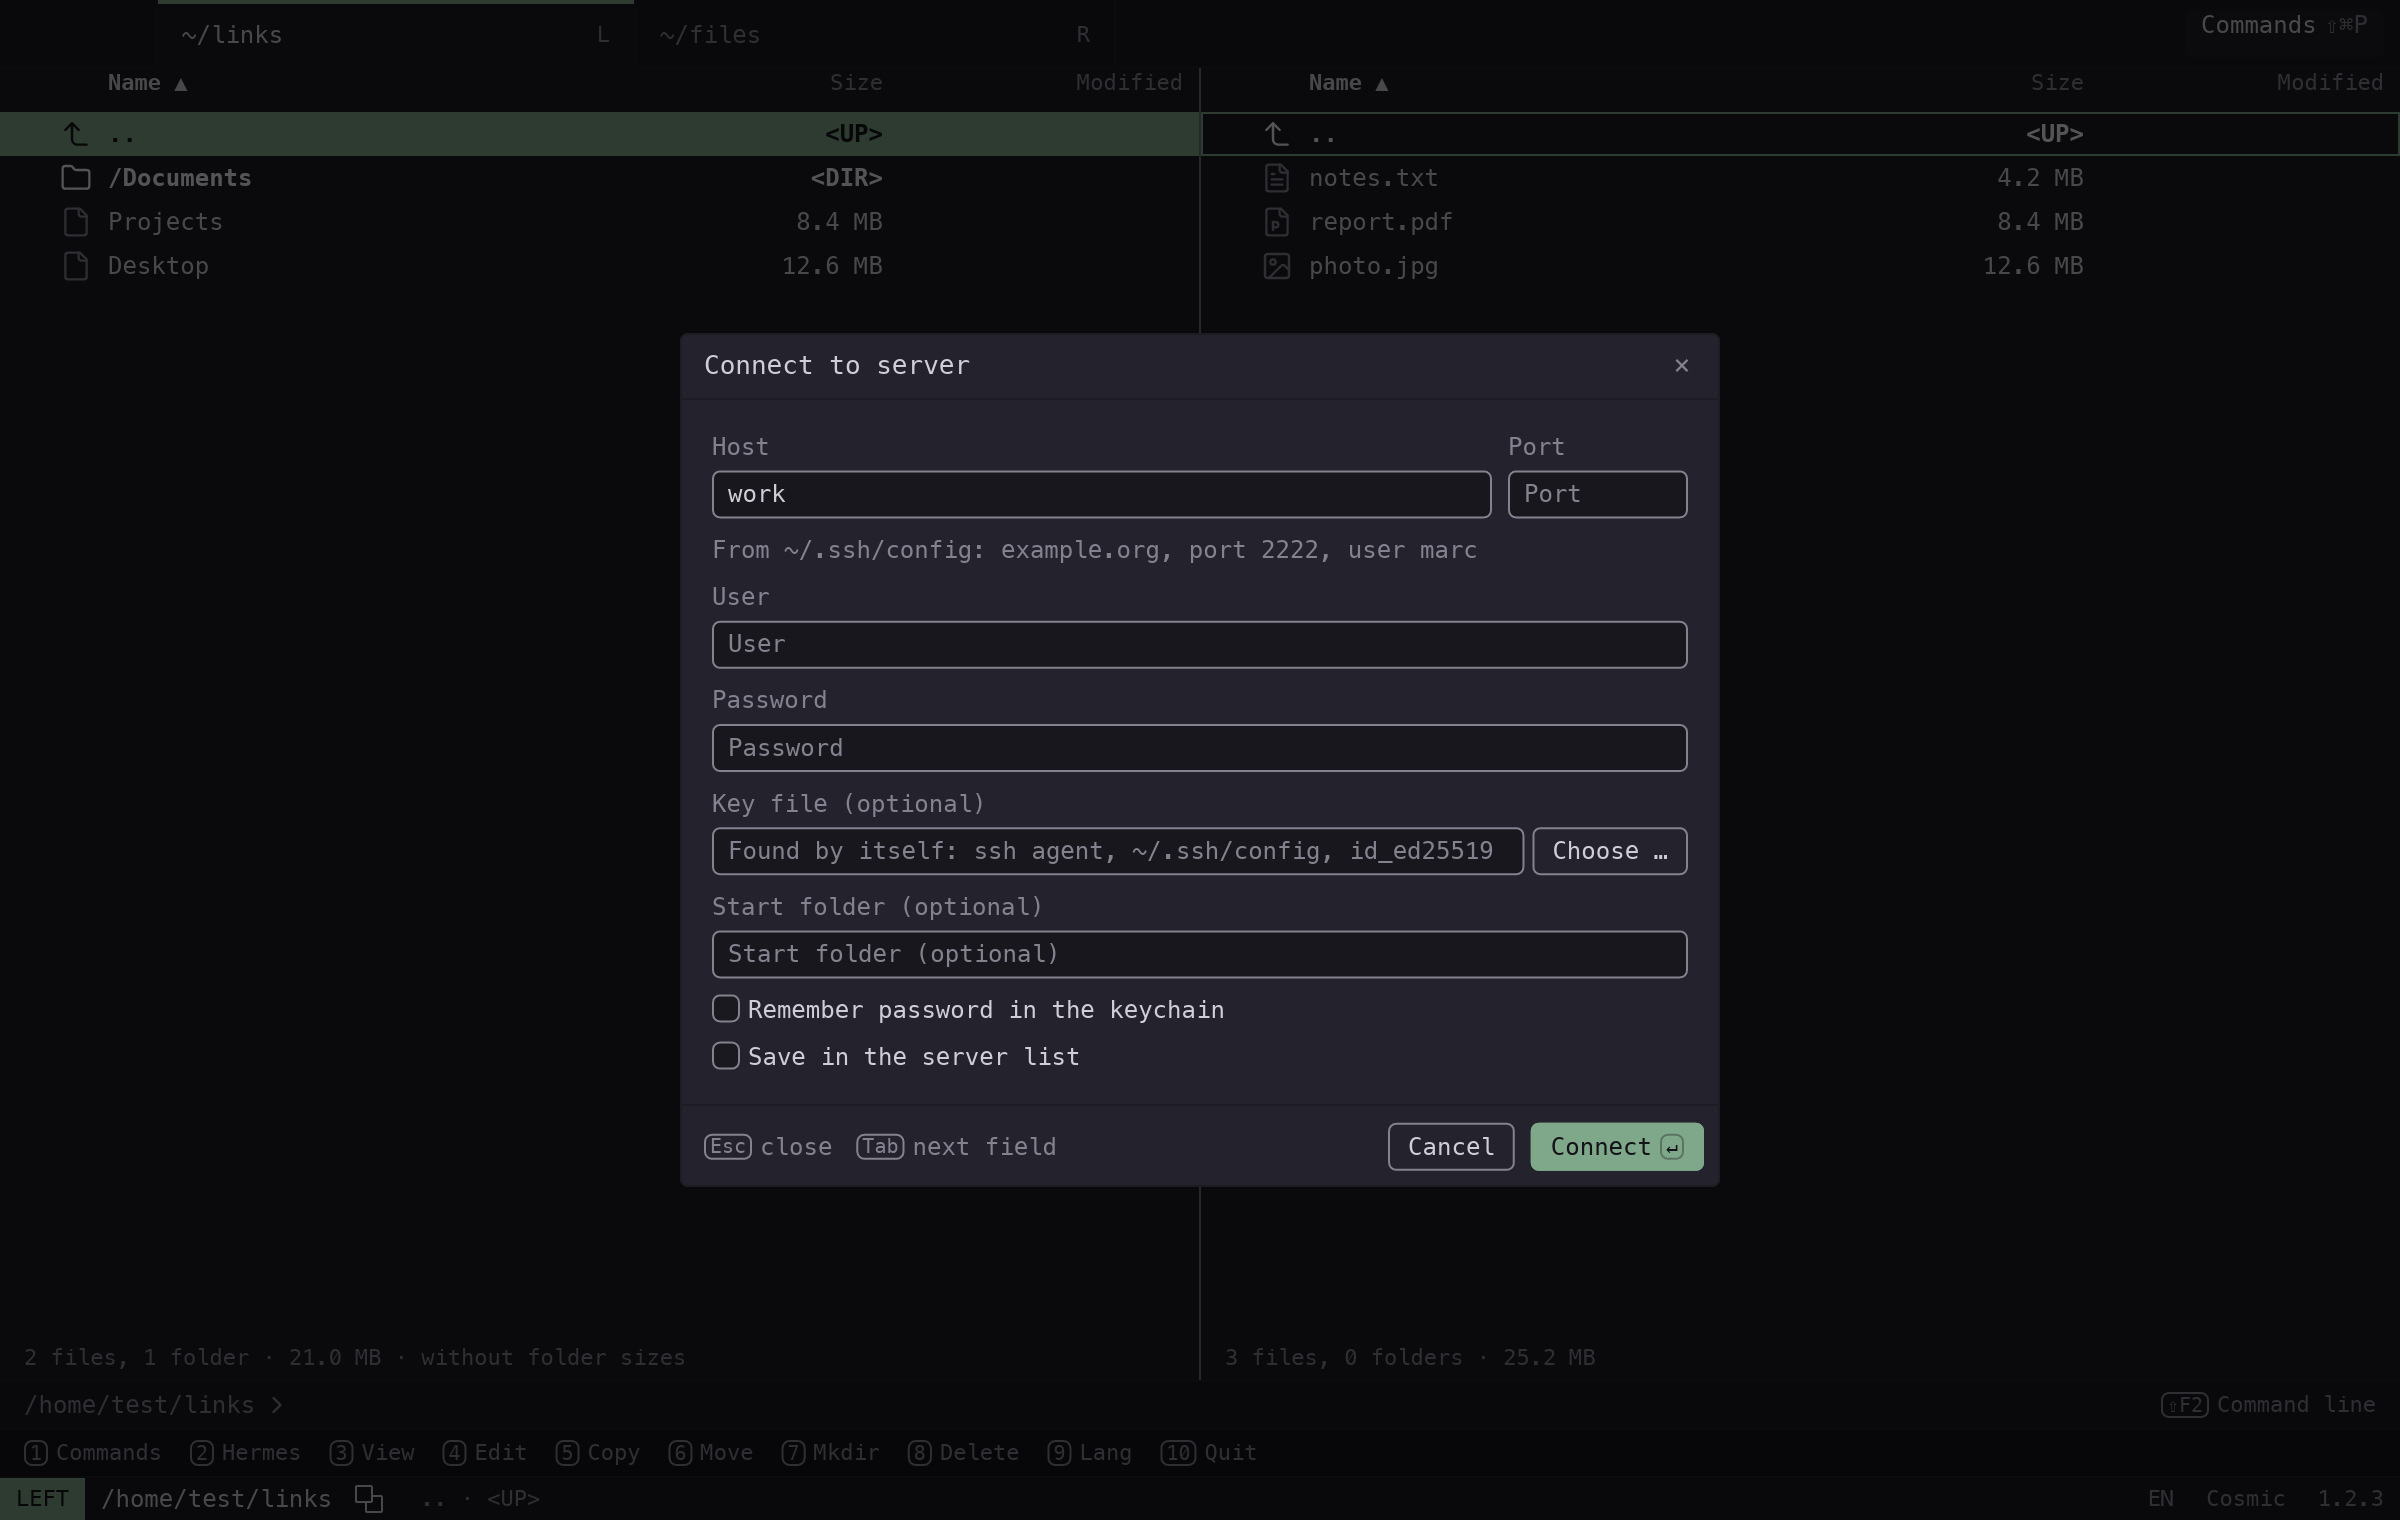 ~/links L ~/files R Commands ⇧⌘P
Name ▲ Size Modified Name ▲ Size Modified
.. <UP> .. <UP>
/Documents <DIR> notes.txt 4.2 MB
Projects 8.4 MB report.pdf 8.4 MB
Desktop 12.6 MB photo.jpg 12.6 MB
Connect to server ×
Host Port
work Port
From ~/.ssh/config: example.org, port 2222, user marc
User
User
Password
Password
Key file (optional)
Found by itself: ssh agent, ~/.ssh/config, id_ed25519 Choose …
Start folder (optional)
Start folder (optional)
Remember password in the keychain
Save in the server list
Esc close Tab next field Cancel Connect ↵
2 files, 1 folder · 21.0 MB · without folder sizes 3 files, 0 folders · 25.2 MB
/home/test/links > ⇧F2 Command line
1 Commands 2 Hermes 3 View 4 Edit 5 Copy 6 Move 7 Mkdir 8 Delete 9 Lang 10 Quit
LEFT /home/test/links .. · <UP> EN Cosmic 1.2.3